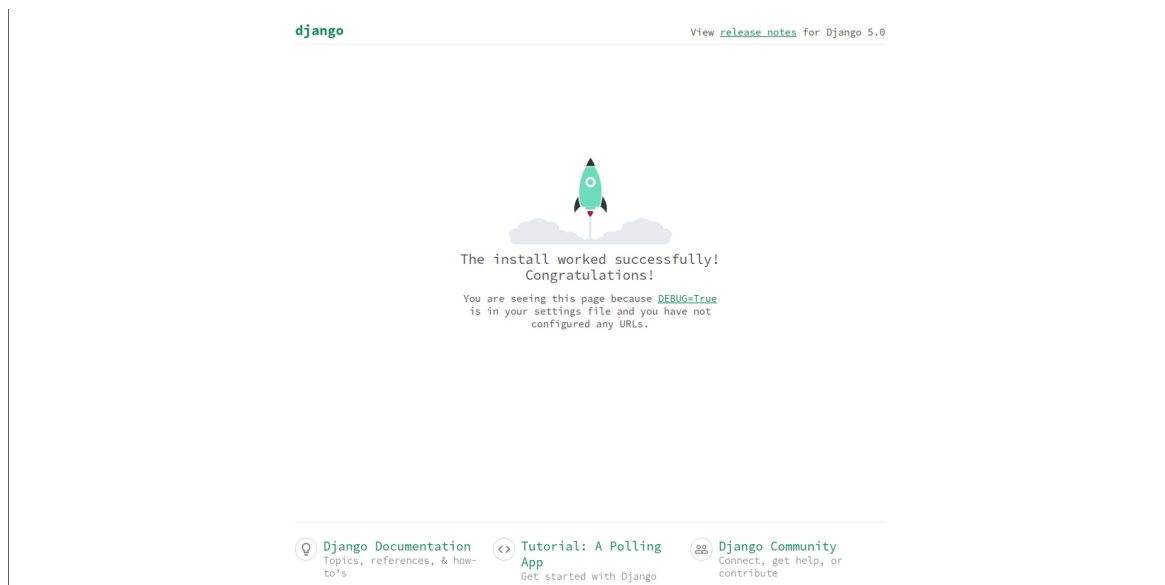 django
View release notes for Django 5.0
The install worked successfully!
Congratulations!
You are seeing this page because DEBUG=True
is in your settings file and you have not
configured any URLs.
Django Documentation
Topics, references, & how-
to’s
Tutorial: A Polling
App
Get started with Django
Django Community
Connect, get help, or
contribute